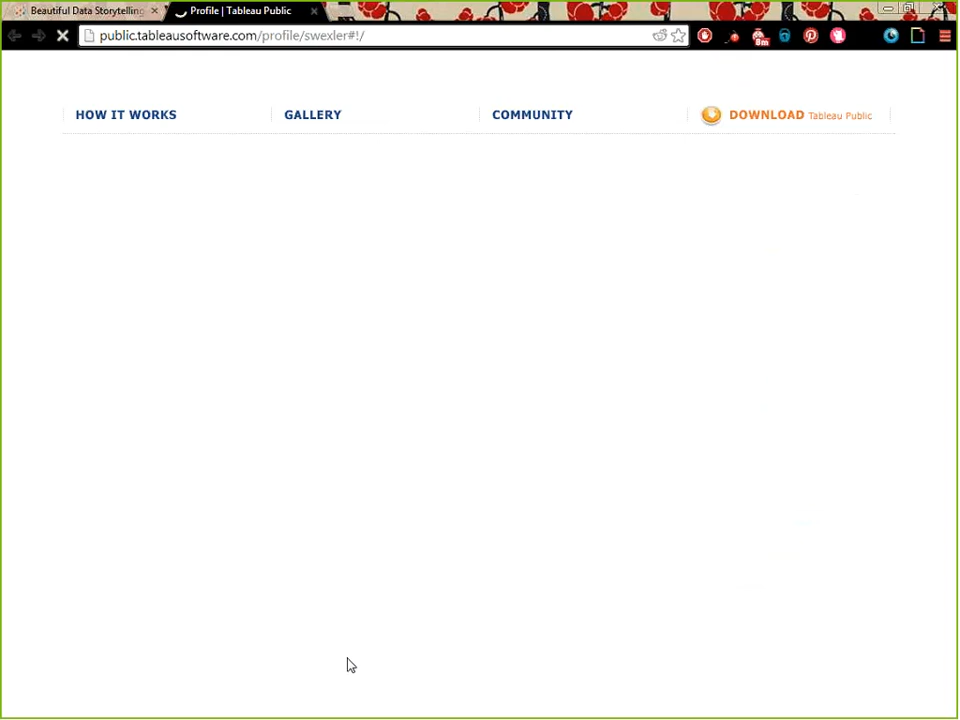 Beautiful Data Storytelling
Profile | Tableau Public
public.tableausoftware.com/profile/swexler#!/
8m
HOW IT WORKS
GALLERY
COMMUNITY
DOWNLOAD Tableau Public